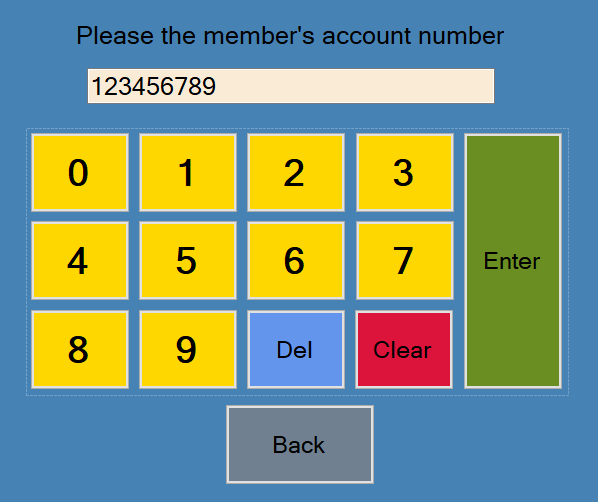 Please the member's account number
123456789
0 1 2 3
4 5 6 7 Enter
8 9 Del Clear
Back